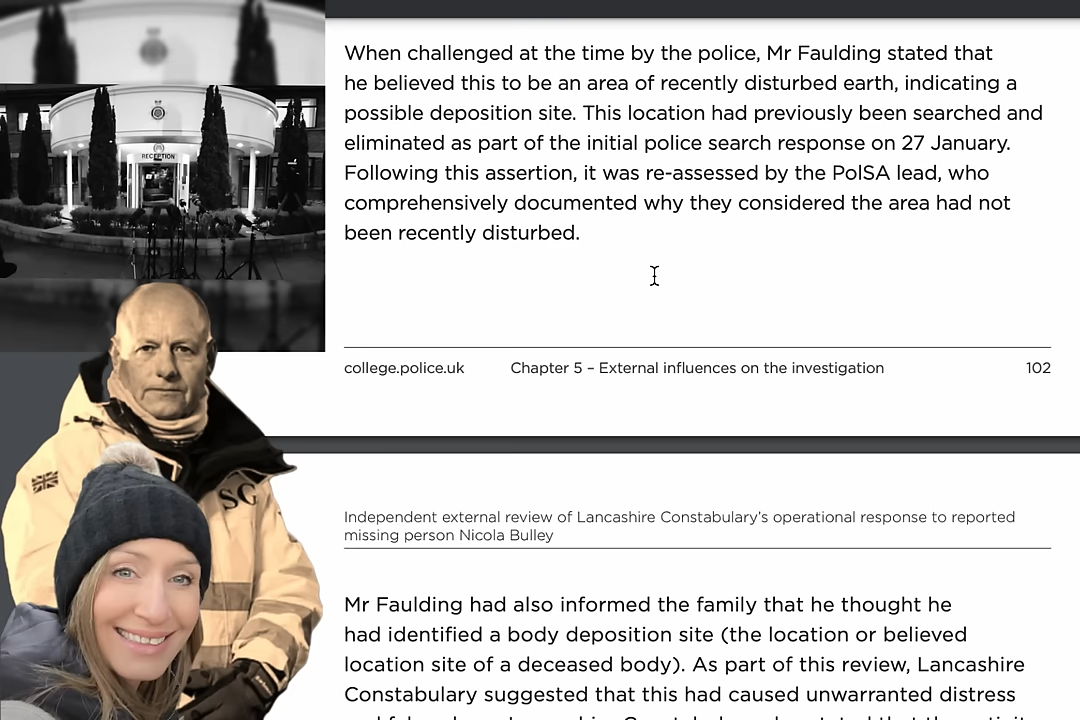 RECEPTION
SG
When challenged at the time by the police, Mr Faulding stated that
he believed this to be an area of recently disturbed earth, indicating a
possible deposition site. This location had previously been searched and
eliminated as part of the initial police search response on 27 January.
Following this assertion, it was re-assessed by the PolSA lead, who
comprehensively documented why they considered the area had not
been recently disturbed.
college.police.uk Chapter 5 – External influences on the investigation 102
Independent external review of Lancashire Constabulary’s operational response to reported
missing person Nicola Bulley
Mr Faulding had also informed the family that he thought he
had identified a body deposition site (the location or believed
location site of a deceased body). As part of this review, Lancashire
Constabulary suggested that this had caused unwarranted distress